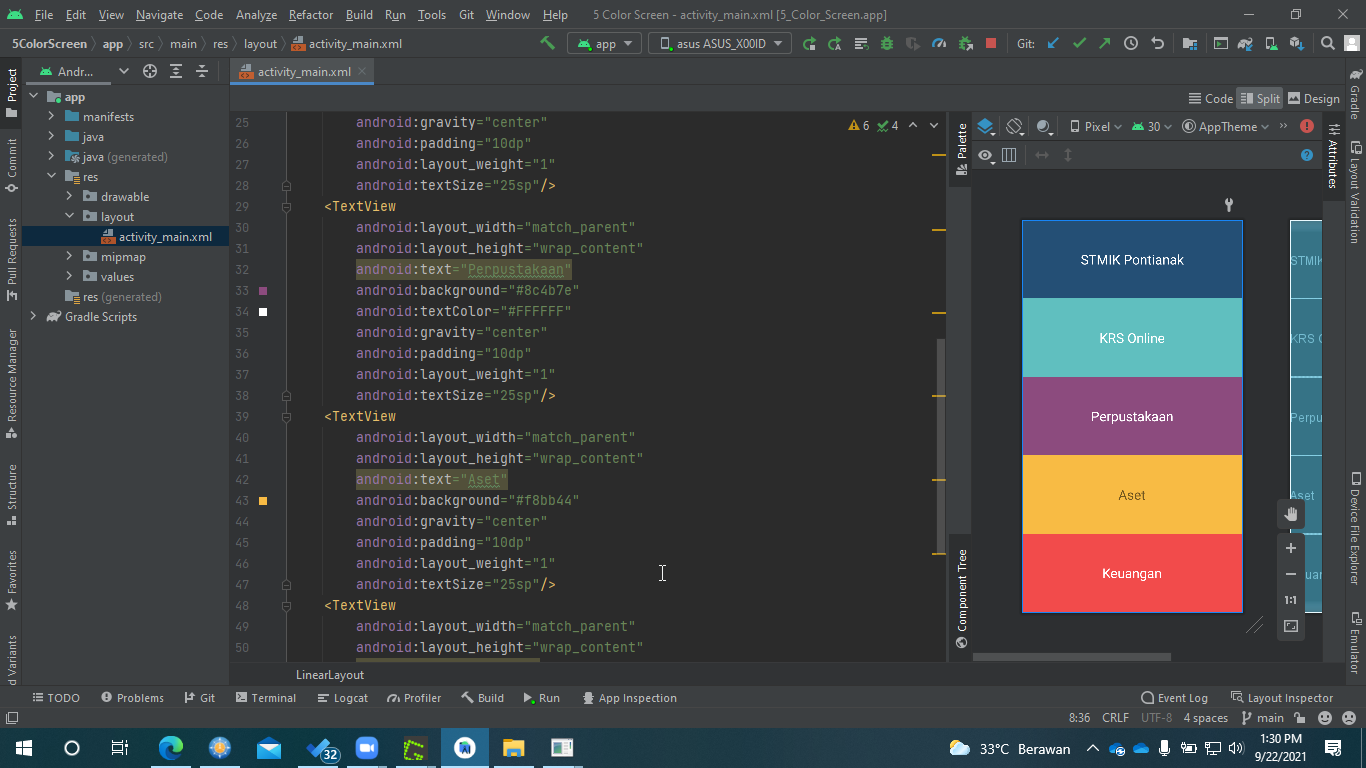 File Edit View Navigate Code Analyze Refactor Build Run Tools Git Window Help 5 Color Screen - activity_main.xml [5_Color_Screen.app]
5ColorScreen app src main res layout activity_main.xml app asus ASUS_X00ID Git:
Andr... activity_main.xml
Code Split Design
Project
Commit
Pull Requests
Resource Manager
Structure
Favorites
app
manifests
java
java (generated)
res
drawable
layout
activity_main.xml
mipmap
values
res (generated)
Gradle Scripts
6 4
25 android:gravity="center"
26 android:padding="10dp"
27 android:layout_weight="1"
28 android:textSize="25sp"/>
29 <TextView
30 android:layout_width="match_parent"
31 android:layout_height="wrap_content"
32 android:text="Perpustakaan"
33 android:background="#8c4b7e"
34 android:textColor="#FFFFFF"
35 android:gravity="center"
36 android:padding="10dp"
37 android:layout_weight="1"
38 android:textSize="25sp"/>
39 <TextView
40 android:layout_width="match_parent"
41 android:layout_height="wrap_content"
42 android:text="Aset"
43 android:background="#f8bb44"
44 android:gravity="center"
45 android:padding="10dp"
46 android:layout_weight="1"
47 android:textSize="25sp"/>
48 <TextView
49 android:layout_width="match_parent"
50 android:layout_height="wrap_content"
LinearLayout
Palette
Component Tree
Pixel 30 AppTheme
STMIK Pontianak
KRS Online
Perpustakaan
Aset
Keuangan
STMIK
KRS
Perpu
Aset
1:1
Attributes
Gradle
Layout Validation
Device File Explorer
Emulator
TODO Problems Git Terminal Logcat Profiler Build Run App Inspection Event Log Layout Inspector
8:36 CRLF UTF-8 4 spaces main
32 33°C Berawan 1:30 PM
9/22/2021